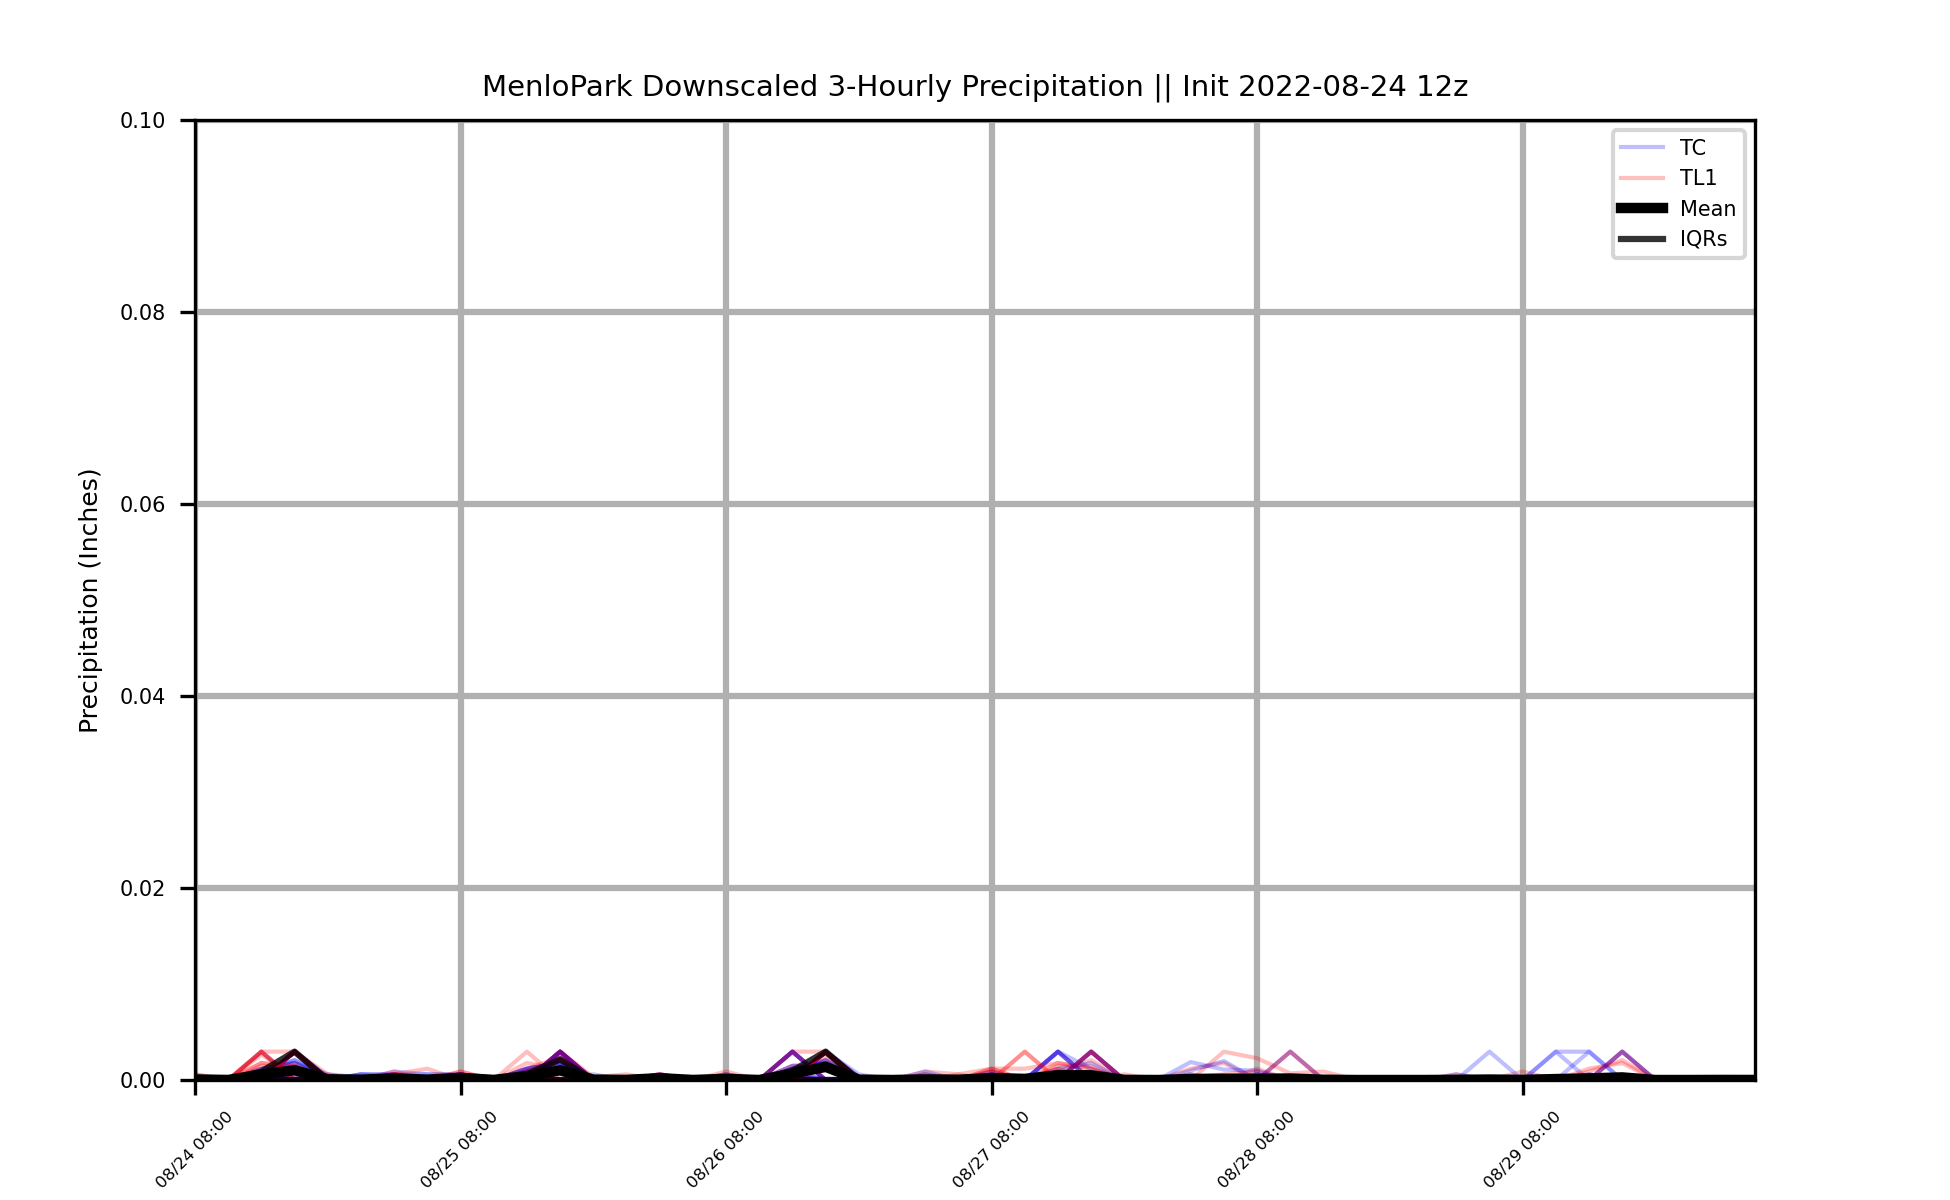 MenloPark Downscaled 3-Hourly Precipitation || Init 2022-08-24 12z
0.10
0.08
0.06
0.04
0.02
0.00
Precipitation (Inches)
TC
TL1
Mean
IQRs
08/24 08:00
08/25 08:00
08/26 08:00
08/27 08:00
08/28 08:00
08/29 08:00